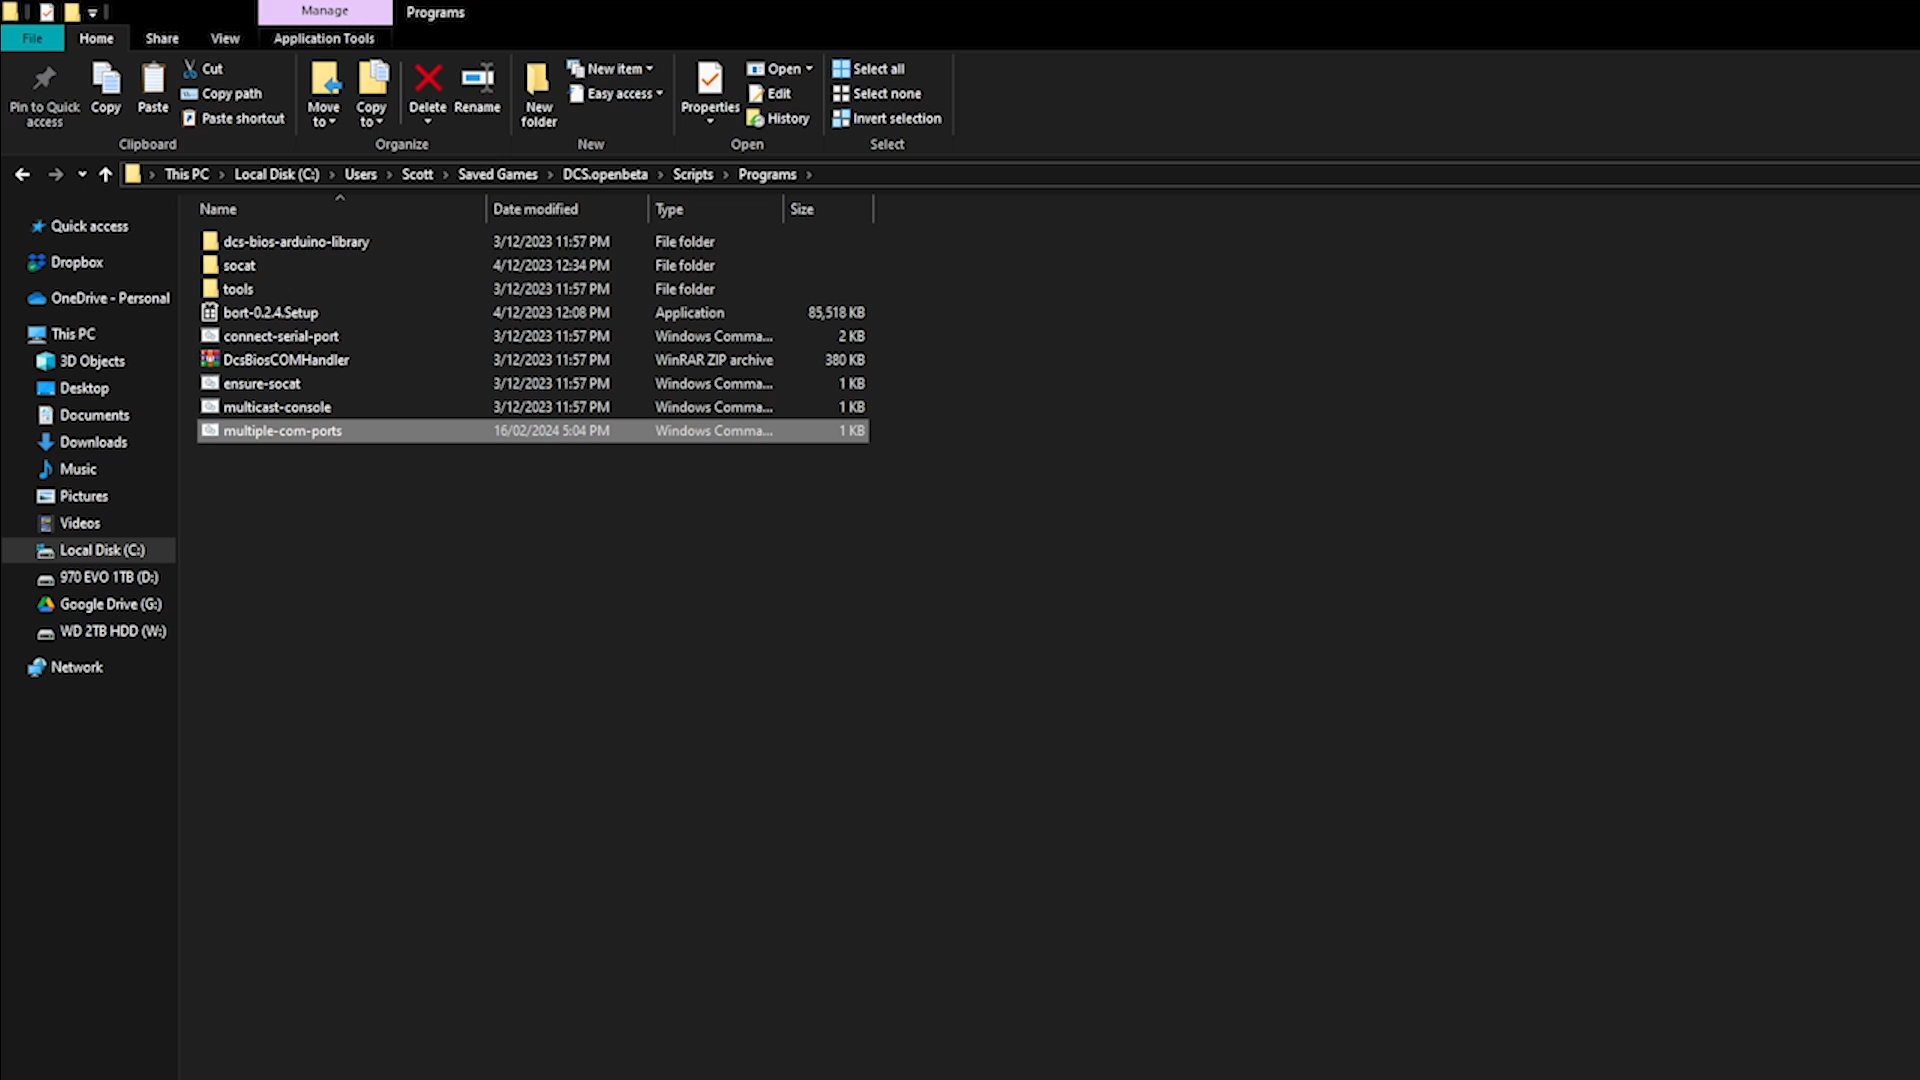 Manage
Programs
File
Home
Share
View
Application Tools
Pin to Quick access
Copy
Paste
Cut
Copy path
Paste shortcut
Clipboard
Move to
Copy to
Delete
Rename
Organize
New folder
New item
Easy access
New
Properties
Open
Edit
History
Open
Select all
Select none
Invert selection
Select
This PC > Local Disk (C:) > Users > Scott > Saved Games > DCS.openbeta > Scripts > Programs >
Quick access
Dropbox
OneDrive - Personal
This PC
3D Objects
Desktop
Documents
Downloads
Music
Pictures
Videos
Local Disk (C:)
970 EVO 1TB (D:)
Google Drive (G:)
WD 2TB HDD (W:)
Network
Name Date modified Type Size
dcs-bios-arduino-library 3/12/2023 11:57 PM File folder
socat 4/12/2023 12:34 PM File folder
tools 3/12/2023 11:57 PM File folder
bort-0.2.4.Setup 4/12/2023 12:08 PM Application 85,518 KB
connect-serial-port 3/12/2023 11:57 PM Windows Comma... 2 KB
DcsBiosCOMHandler 3/12/2023 11:57 PM WinRAR ZIP archive 380 KB
ensure-socat 3/12/2023 11:57 PM Windows Comma... 1 KB
multicast-console 3/12/2023 11:57 PM Windows Comma... 1 KB
multiple-com-ports 16/02/2024 5:04 PM Windows Comma... 1 KB